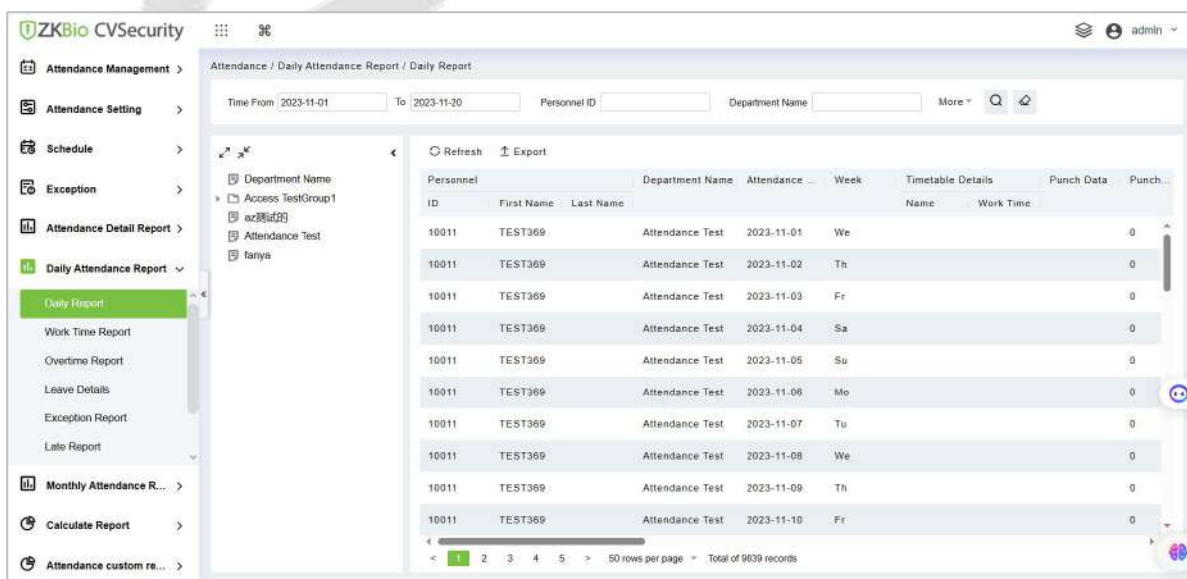 ZKBio CVSecurity
admin
Attendance Management
Attendance Setting
Schedule
Exception
Attendance Detail Report
Daily Attendance Report
Daily Report
Work Time Report
Overtime Report
Leave Details
Exception Report
Late Report
Monthly Attendance R...
Calculate Report
Attendance custom re...
Attendance / Daily Attendance Report / Daily Report
Time From 2023-11-01 To 2023-11-20 Personnel ID Department Name More
Department Name
Access TestGroup1
az测试的
Attendance Test
fanya
Refresh Export
Personnel Department Name Attendance ... Week Timetable Details Punch Data Punch...
ID First Name Last Name Name Work Time
10011 TEST369 Attendance Test 2023-11-01 We 0
10011 TEST369 Attendance Test 2023-11-02 Th 0
10011 TEST369 Attendance Test 2023-11-03 Fr 0
10011 TEST369 Attendance Test 2023-11-04 Sa 0
10011 TEST369 Attendance Test 2023-11-05 Su 0
10011 TEST369 Attendance Test 2023-11-06 Mo 0
10011 TEST369 Attendance Test 2023-11-07 Tu 0
10011 TEST369 Attendance Test 2023-11-08 We 0
10011 TEST369 Attendance Test 2023-11-09 Th 0
10011 TEST369 Attendance Test 2023-11-10 Fr 0
< 1 2 3 4 5 > 50 rows per page Total of 9839 records